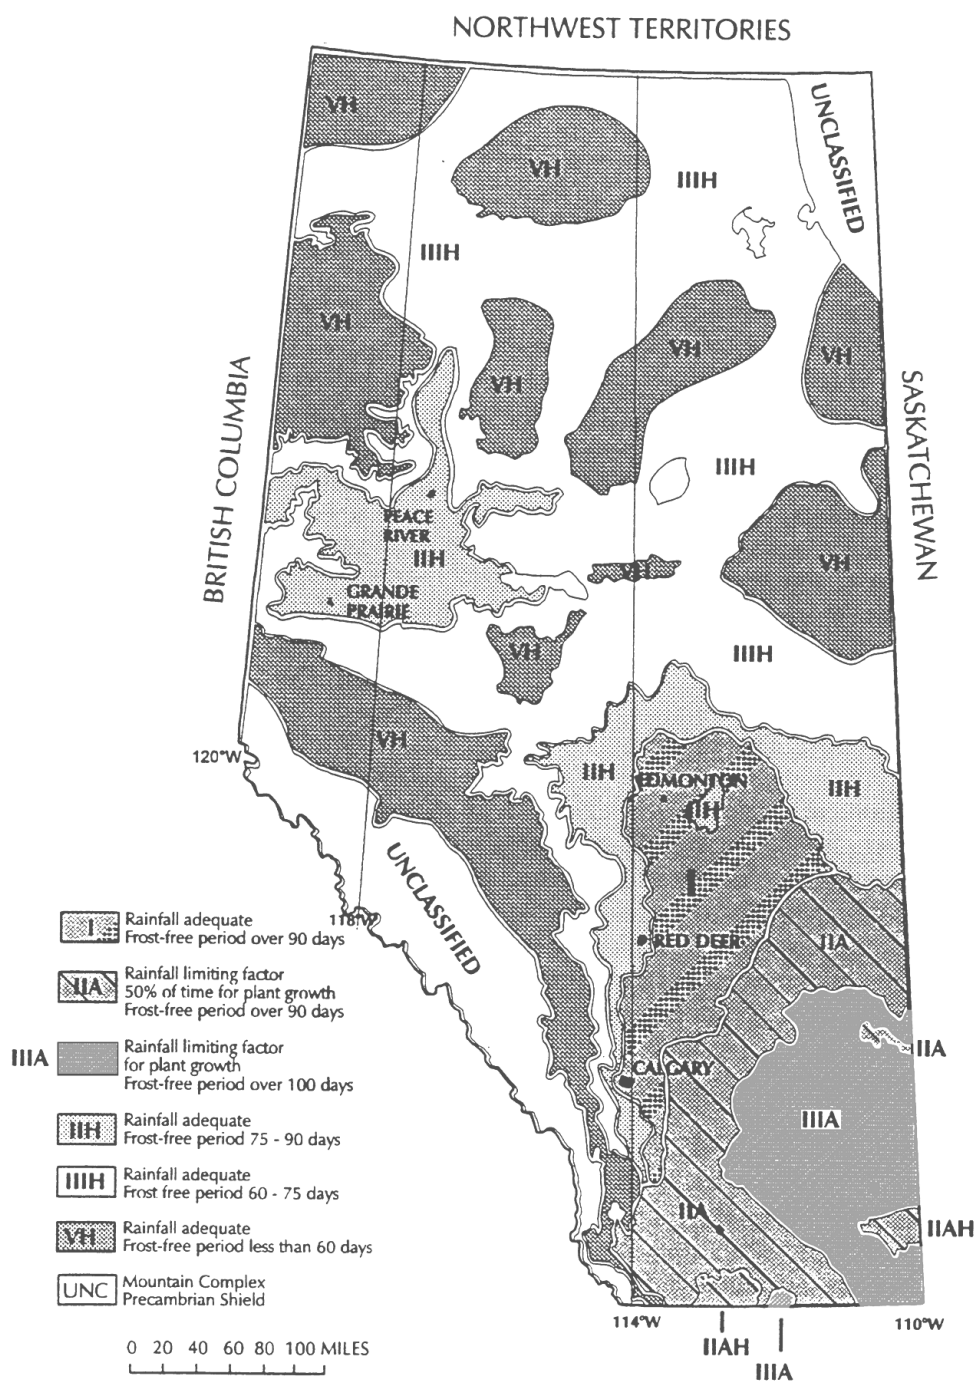 NORTHWEST TERRITORIES
VH
UNCLASSIFIED
VH
IIIH
IIIH
VH
VH
VH
VH
BRITISH COLUMBIA
SASKATCHEWAN
IIIH
PEACE
RIVER
IIH
VH
VH
GRANDE
PRAIRIE
VH
IIIH
VH
120°W
IIH
EDMONTON
IIH
IIH
UNCLASSIFIED
I
118°W
RED DEER
IIA
I
Rainfall adequate
Frost-free period over 90 days
IIA
Rainfall limiting factor
50% of time for plant growth
Frost-free period over 90 days
IIIA
Rainfall limiting factor
for plant growth
Frost-free period over 100 days
IIH
Rainfall adequate
Frost-free period 75 - 90 days
IIIH
Rainfall adequate
Frost free period 60 - 75 days
VH
Rainfall adequate
Frost-free period less than 60 days
UNC
Mountain Complex
Precambrian Shield
IIA
CALGARY
IIIA
IIA
IIAH
114°W
110°W
IIAH
IIIA
0 20 40 60 80 100 MILES